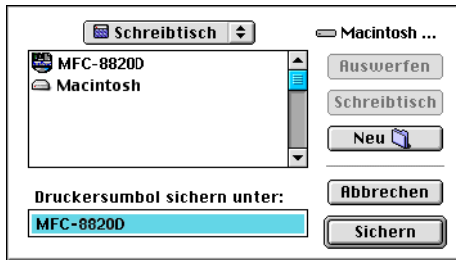 Schreibtisch
Macintosh ...
MFC-8820D
Macintosh
Auswerfen
Schreibtisch
Neu
Druckersumbol sichern unter:
MFC-8820D
Abbrechen
Sichern